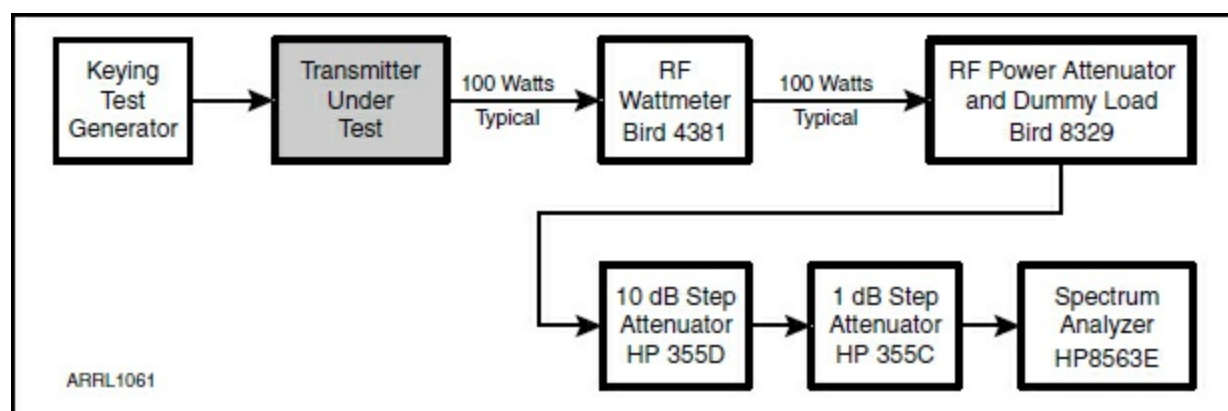 Keying
Test
Generator
Transmitter
Under
Test
100 Watts
Typical
RF
Wattmeter
Bird 4381
100 Watts
Typical
RF Power Attenuator
and Dummy Load
Bird 8329
10 dB Step
Attenuator
HP 355D
1 dB Step
Attenuator
HP 355C
Spectrum
Analyzer
HP8563E
ARRL1061